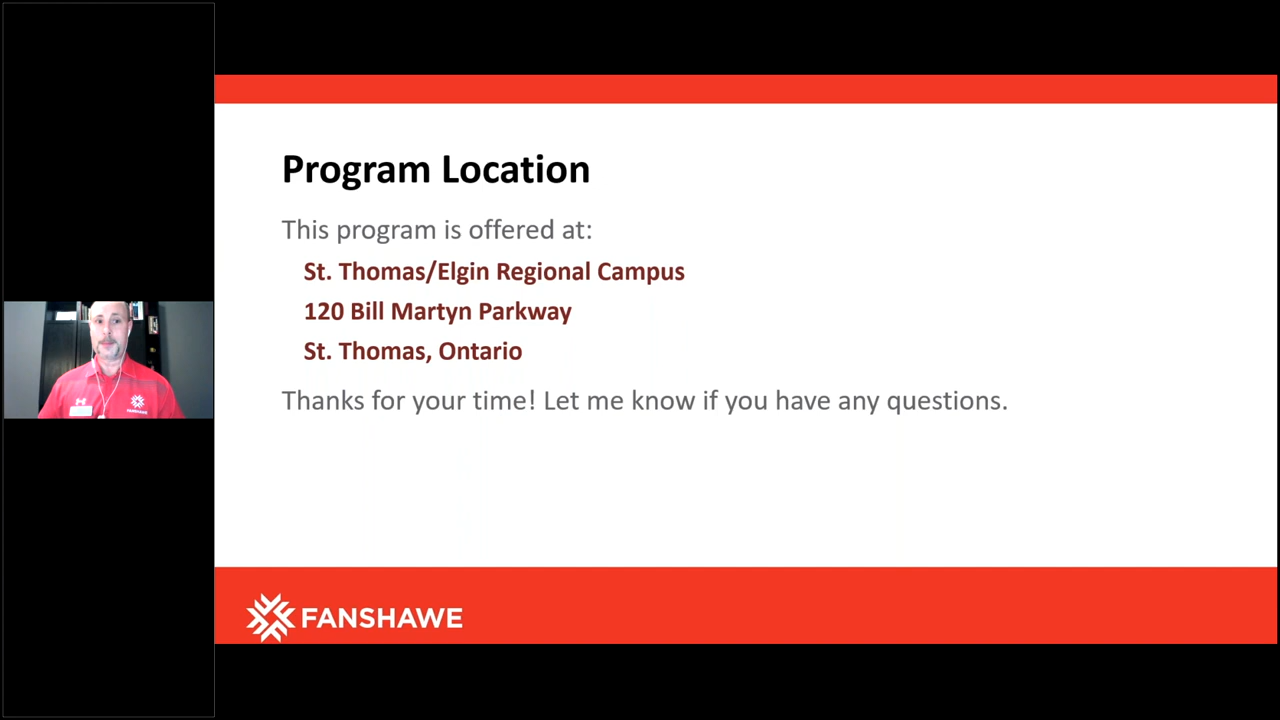 Program Location
This program is offered at:
St. Thomas/Elgin Regional Campus
120 Bill Martyn Parkway
St. Thomas, Ontario
Thanks for your time! Let me know if you have any questions.
FANSHAWE
FANSHAWE